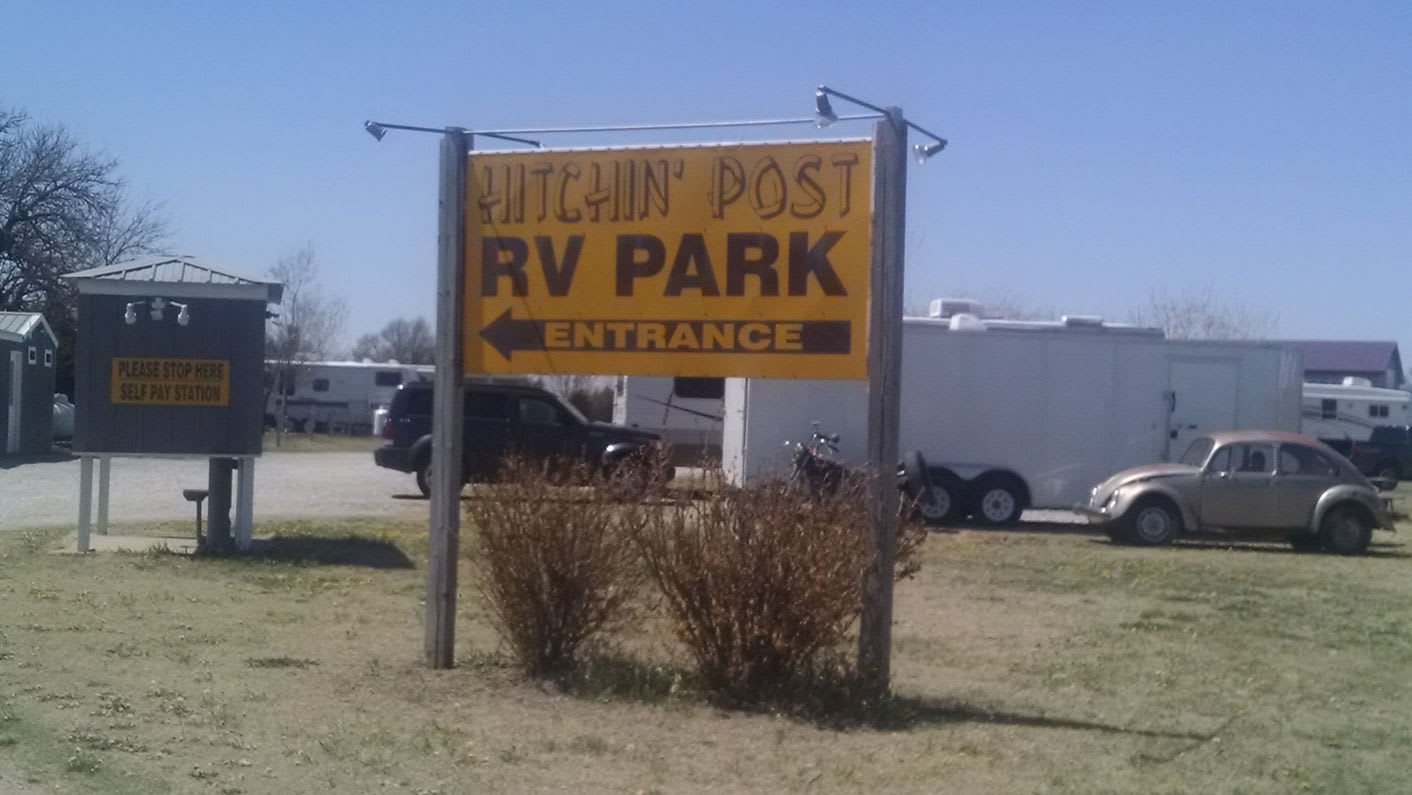 HITCHIN' POST
RV PARK
ENTRANCE
PLEASE STOP HERE
SELF PAY STATION